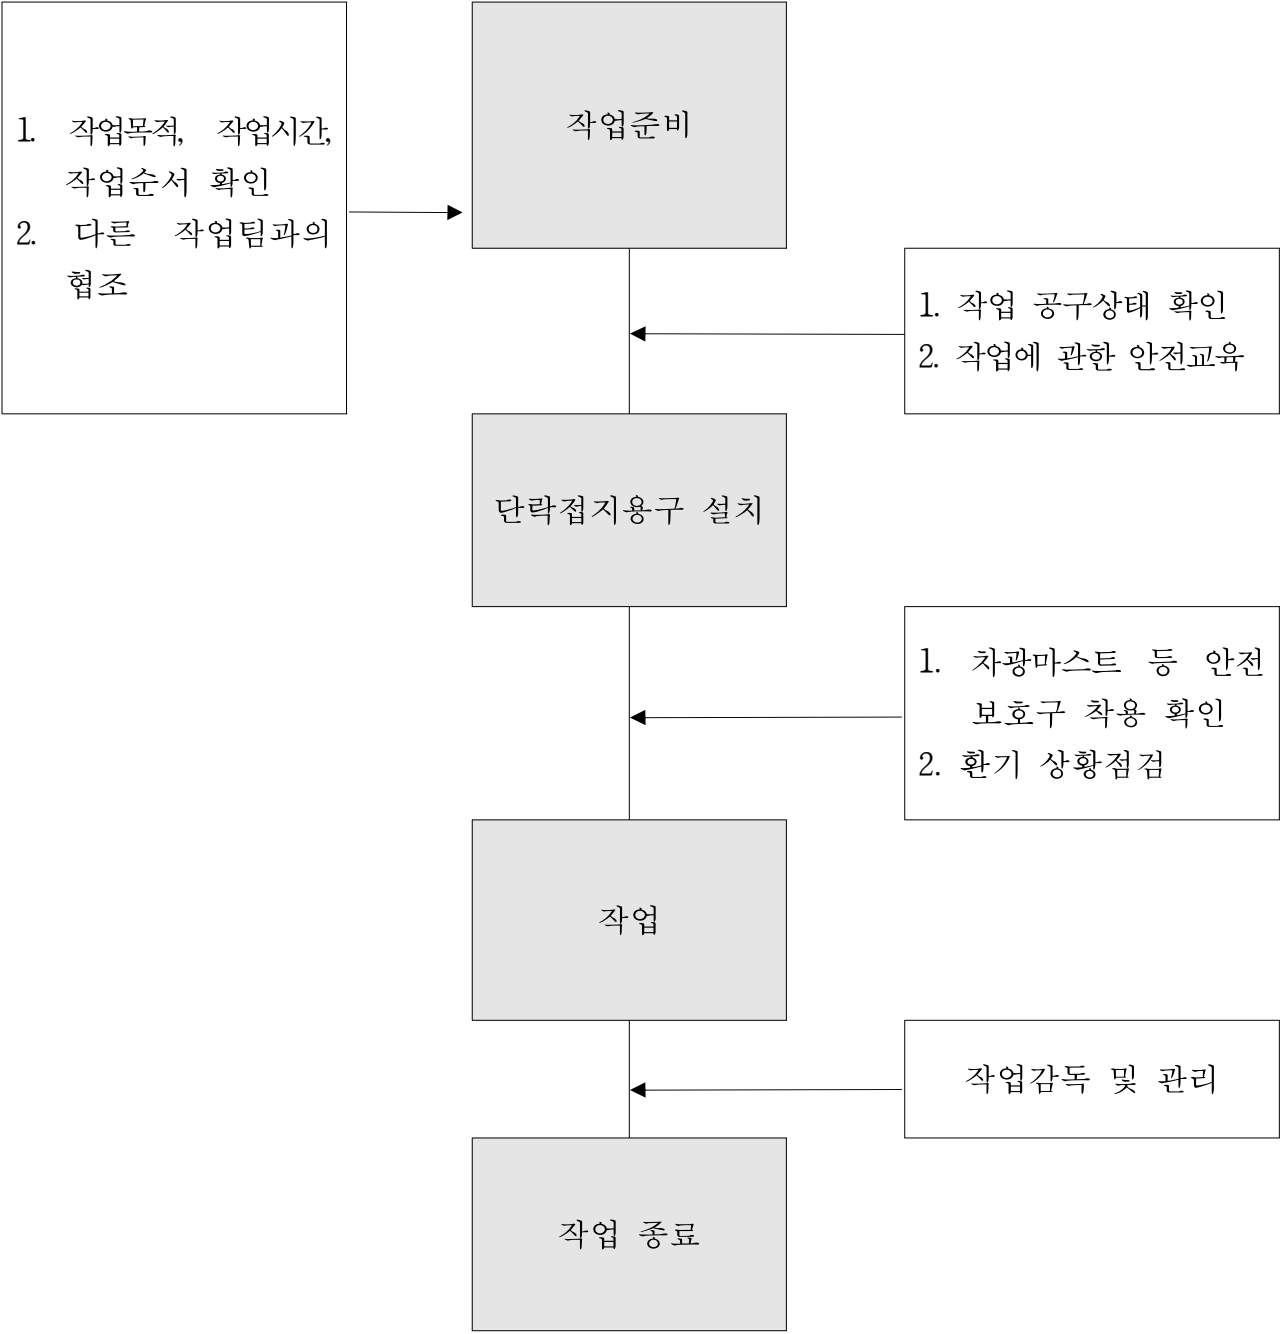 1. 작업목적, 작업시간,
작업순서 확인
2. 다른 작업팀과의
협조
작업준비
1. 작업 공구상태 확인
2. 작업에 관한 안전교육
단락접지용구 설치
1. 차광마스트 등 안전
보호구 착용 확인
2. 환기 상황점검
작업
작업감독 및 관리
작업 종료